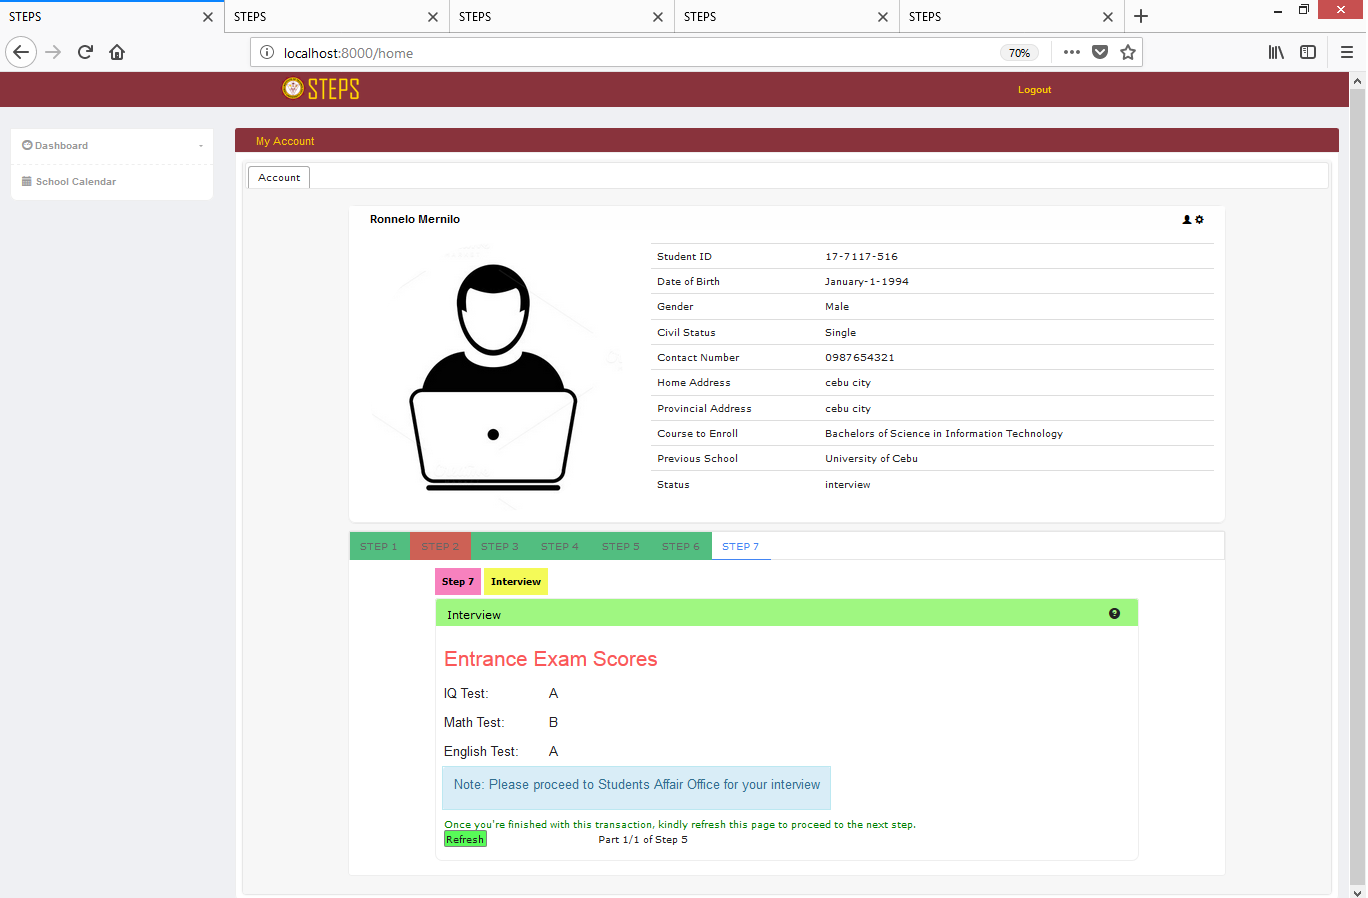 STEPS STEPS STEPS STEPS STEPS
localhost:8000/home 70%
STEPS Logout
Dashboard
School Calendar
My Account
Account
Ronnelo Mernilo
Student ID 17-7117-516
Date of Birth January-1-1994
Gender Male
Civil Status Single
Contact Number 0987654321
Home Address cebu city
Provincial Address cebu city
Course to Enroll Bachelors of Science in Information Technology
Previous School University of Cebu
Status interview
STEP 1 STEP 2 STEP 3 STEP 4 STEP 5 STEP 6 STEP 7
Step 7 Interview
Interview
Entrance Exam Scores
IQ Test: A
Math Test: B
English Test: A
Note: Please proceed to Students Affair Office for your interview
Once you're finished with this transaction, kindly refresh this page to proceed to the next step.
Refresh Part 1/1 of Step 5